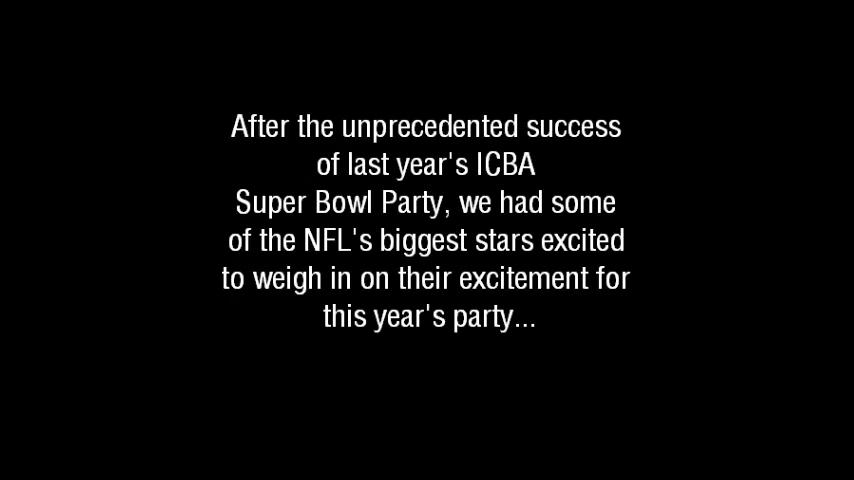 After the unprecedented success
of last year's ICBA
Super Bowl Party, we had some
of the NFL's biggest stars excited
to weigh in on their excitement for
this year's party...